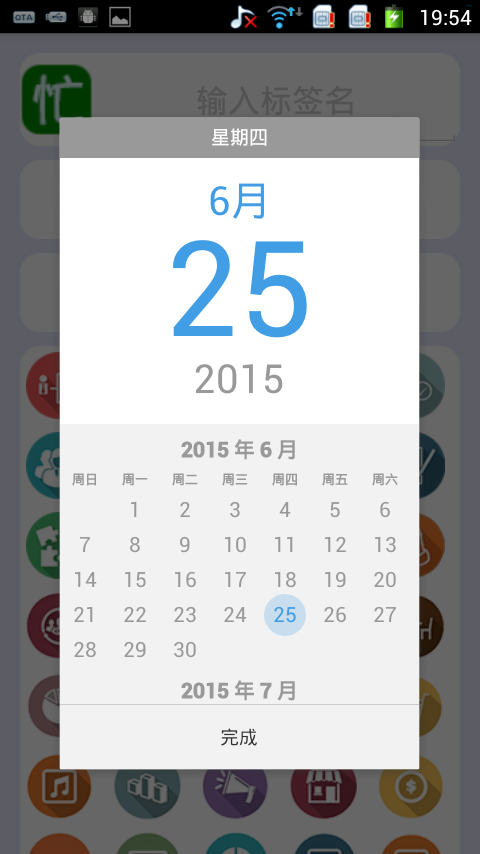 OTA
19:54
忙
输入标签名
星期四
6月
25
2015
2015 年 6 月
周日 周一 周二 周三 周四 周五 周六
1 2 3 4 5 6
7 8 9 10 11 12 13
14 15 16 17 18 19 20
21 22 23 24 25 26 27
28 29 30
2015 年 7 月
完成